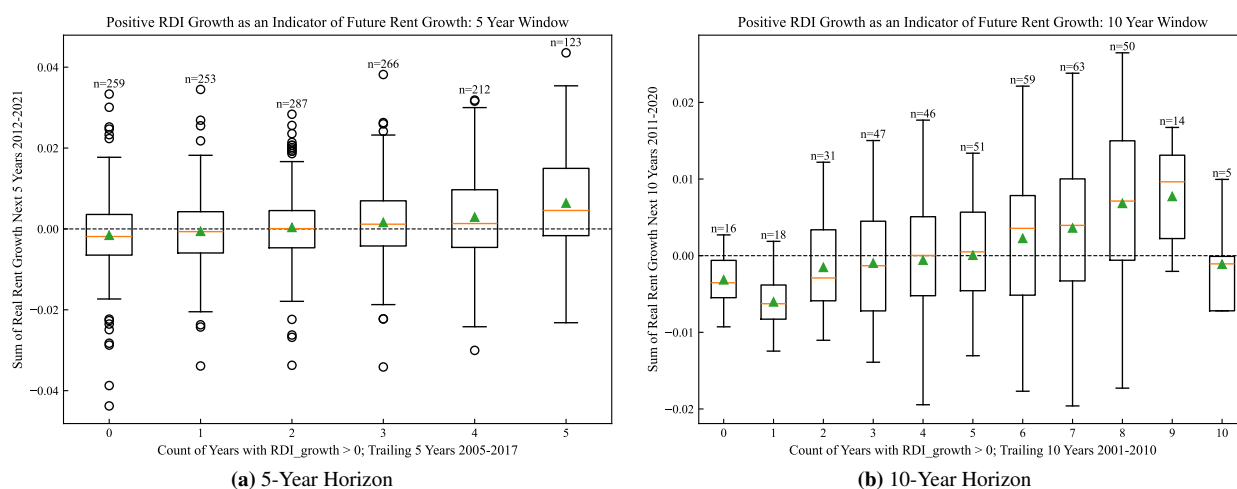 Positive RDI Growth as an Indicator of Future Rent Growth: 5 Year Window
Sum of Real Rent Growth Next 5 Years 2012-2021
0.04
0.02
0.00
−0.02
−0.04
n=259
n=253
n=287
n=266
n=212
n=123
0 1 2 3 4 5
Count of Years with RDI_growth > 0; Trailing 5 Years 2005-2017
(a) 5-Year Horizon
Positive RDI Growth as an Indicator of Future Rent Growth: 10 Year Window
Sum of Real Rent Growth Next 10 Years 2011-2020
0.02
0.01
0.00
−0.01
−0.02
n=16
n=18
n=31
n=47
n=46
n=51
n=59
n=63
n=50
n=14
n=5
0 1 2 3 4 5 6 7 8 9 10
Count of Years with RDI_growth > 0; Trailing 10 Years 2001-2010
(b) 10-Year Horizon